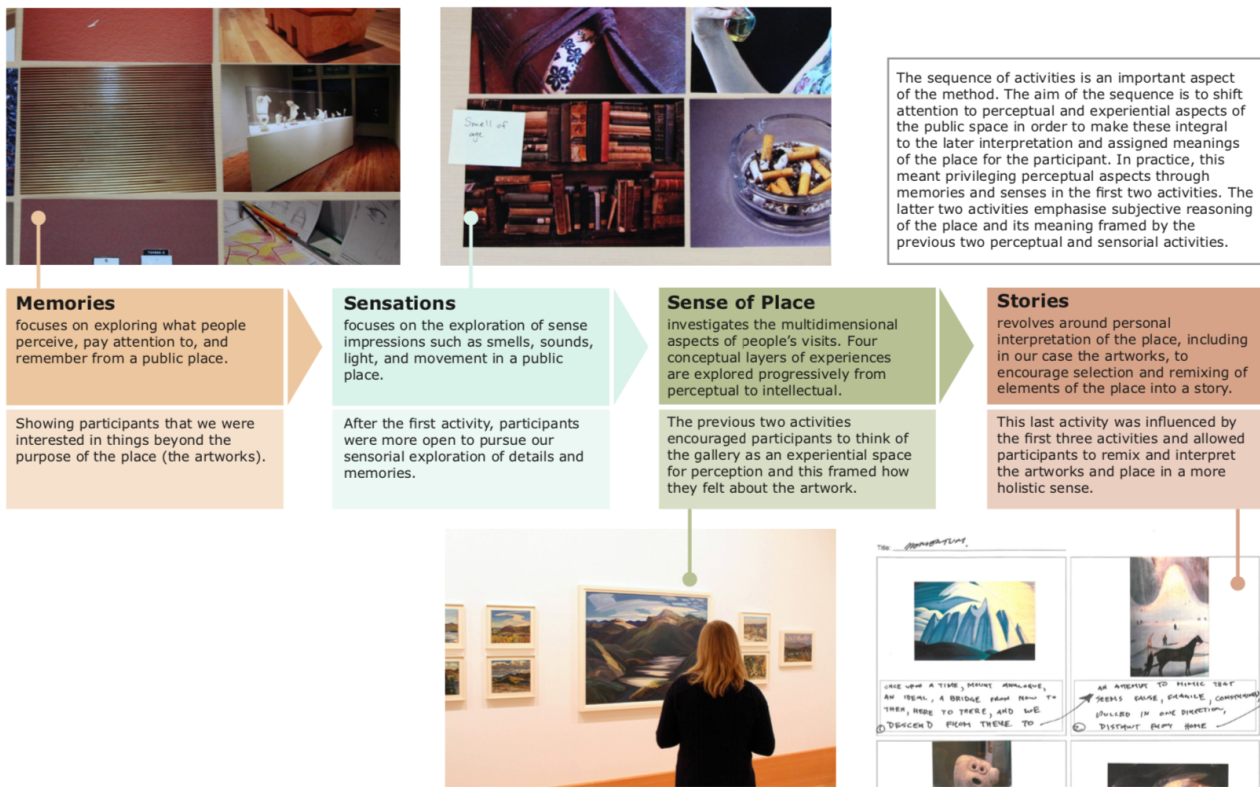 Smell of
age
The sequence of activities is an important aspect
of the method. The aim of the sequence is to shift
attention to perceptual and experiential aspects of
the public space in order to make these integral
to the later interpretation and assigned meanings
of the place for the participant. In practice, this
meant privileging perceptual aspects through
memories and senses in the first two activities. The
latter two activities emphasise subjective reasoning
of the place and its meaning framed by the
previous two perceptual and sensorial activities.
Memories
focuses on exploring what people
perceive, pay attention to, and
remember from a public place.
Showing participants that we were
interested in things beyond the
purpose of the place (the artworks).
Sensations
focuses on the exploration of sense
impressions such as smells, sounds,
light, and movement in a public
place.
After the first activity, participants
were more open to pursue our
sensorial exploration of details and
memories.
Sense of Place
investigates the multidimensional
aspects of people’s visits. Four
conceptual layers of experiences
are explored progressively from
perceptual to intellectual.
The previous two activities
encouraged participants to think of
the gallery as an experiential space
for perception and this framed how
they felt about the artwork.
Stories
revolves around personal
interpretation of the place, including
in our case the artworks, to
encourage selection and remixing of
elements of the place into a story.
This last activity was influenced by
the first three activities and allowed
participants to remix and interpret
the artworks and place in a more
holistic sense.
Title: MOMENTUM.
ONCE UPON A TIME, MOUNT ANALOGUE,
AN IDEAL, A BRIDGE FROM NOW TO
THEN, HERE TO THERE, AND WE
① DESCEND FROM THERE TO
AN ATTEMPT TO MIMIC THAT
SEEMS FALSE, FRAGILE,
PULLED IN ONE DIRECTION,
② DISTANT FROM HOME